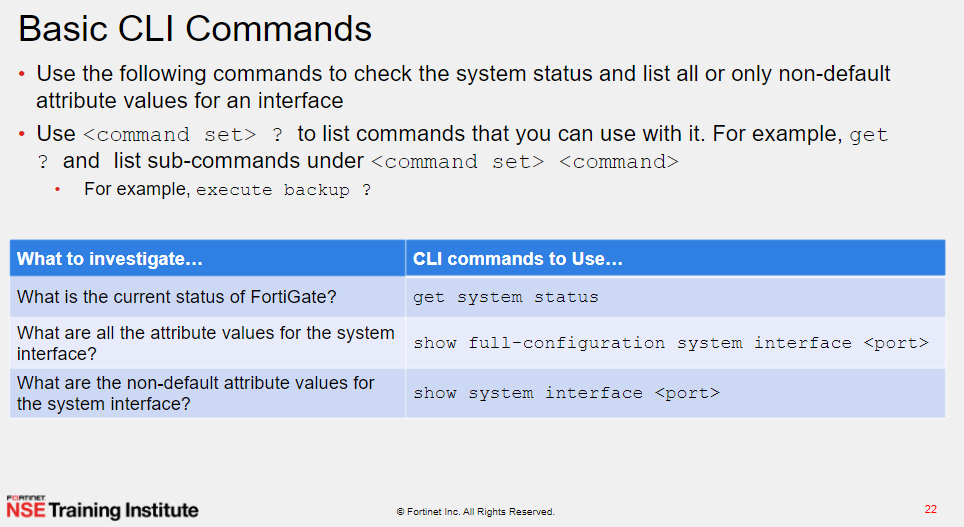 Basic CLI Commands
• Use the following commands to check the system status and list all or only non-default
attribute values for an interface
• Use <command set> ? to list commands that you can use with it. For example, get
? and list sub-commands under <command set> <command>
• For example, execute backup ?
What to investigate… CLI commands to Use…
What is the current status of FortiGate? get system status
What are all the attribute values for the system
interface?
show full-configuration system interface <port>
What are the non-default attribute values for
the system interface?
show system interface <port>
FORTINET
NSE Training Institute
© Fortinet Inc. All Rights Reserved.
22